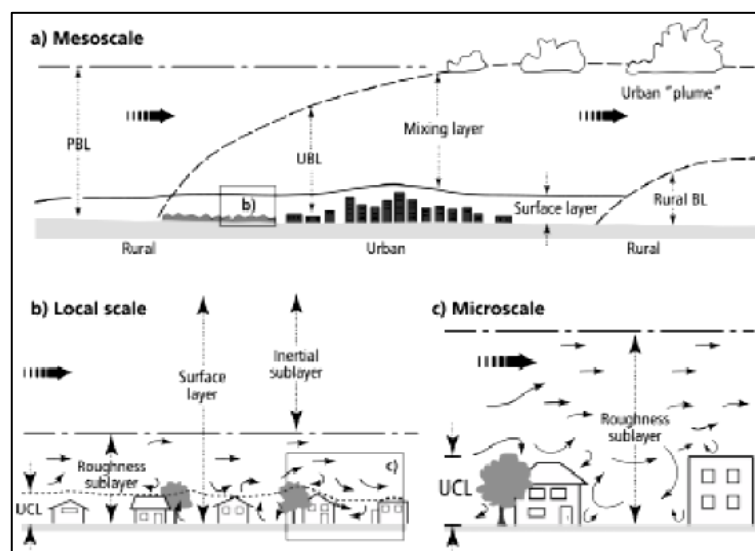 a) Mesoscale
Urban "plume"
PBL
UBL
Mixing layer
b)
Surface layer
Rural BL
Rural
Urban
Rural
b) Local scale
Surface
layer
Inertial
sublayer
Roughness
sublayer
UCL
c)
c) Microscale
Roughness
sublayer
UCL